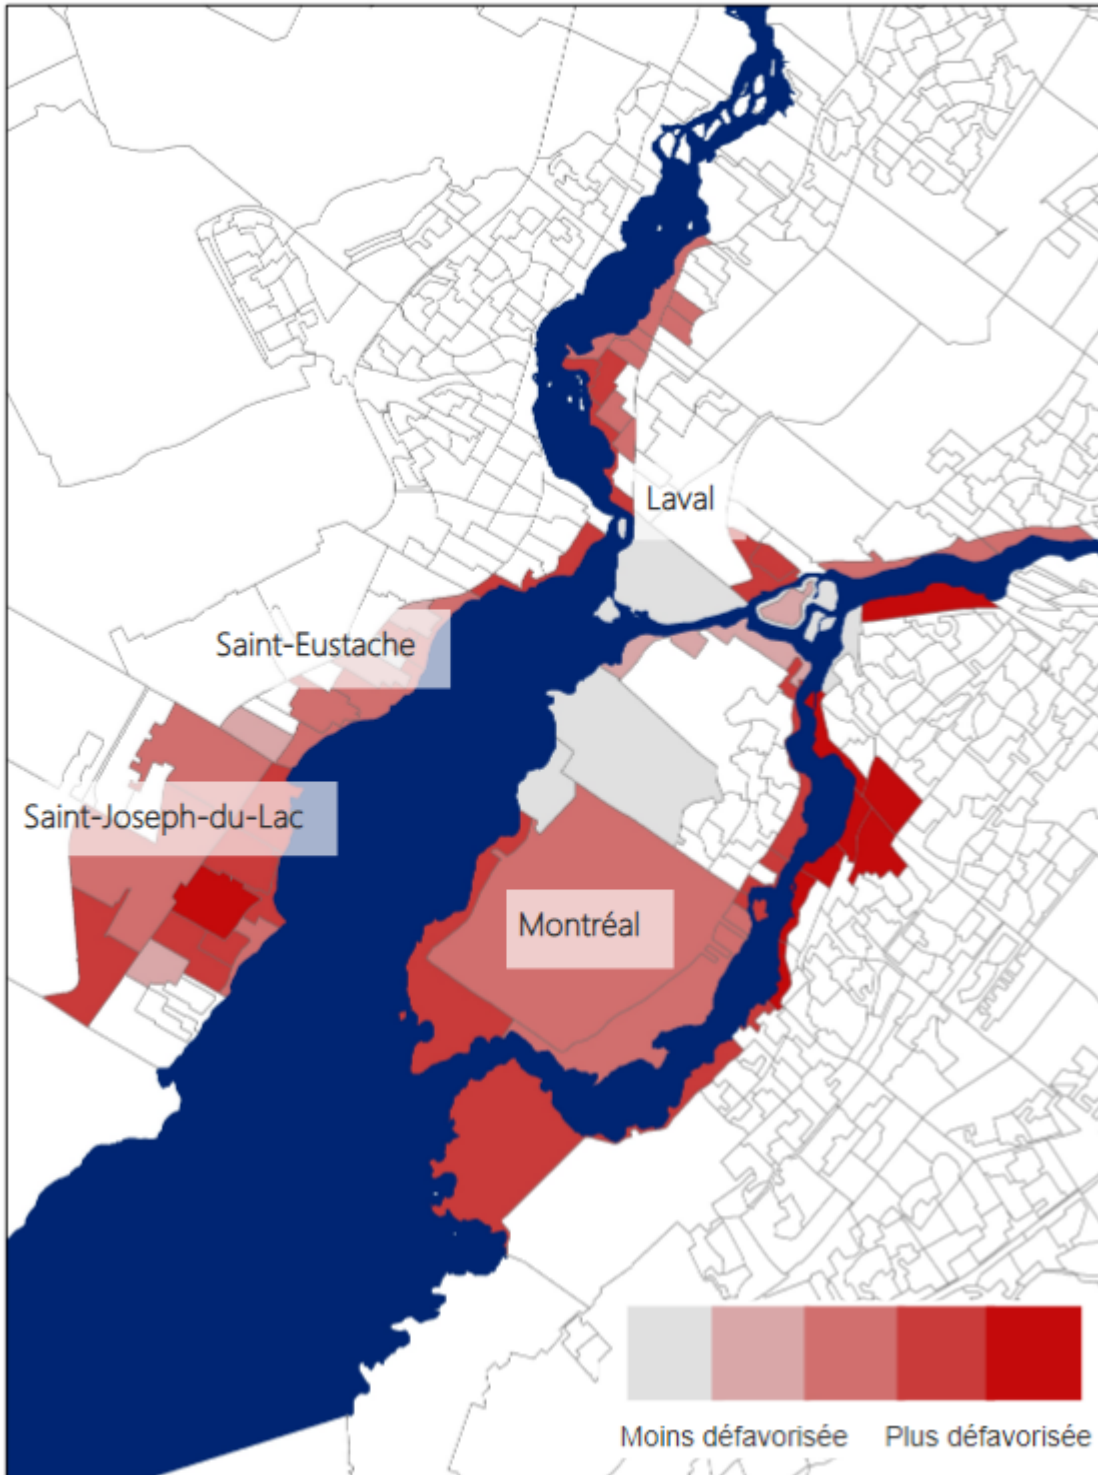 Laval
Saint-Eustache
Saint-Joseph-du-Lac
Montréal
Moins défavorisée Plus défavorisée